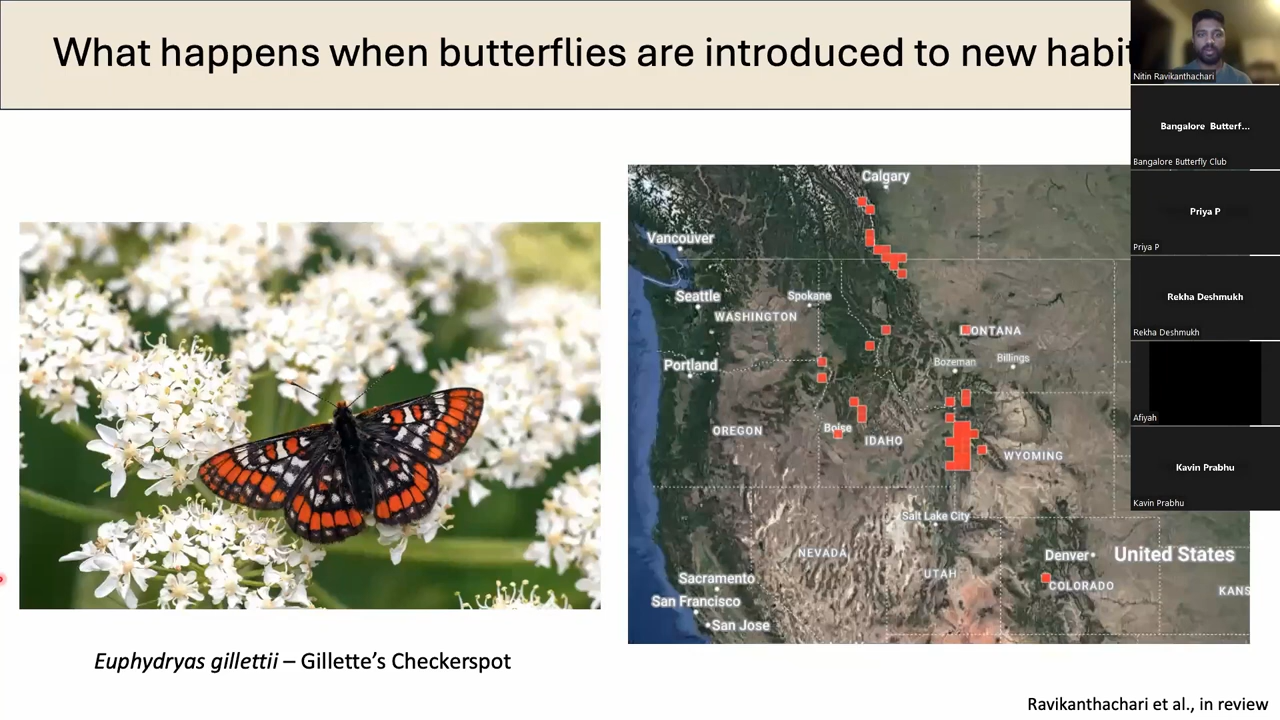 What happens when butterflies are introduced to new habit
Nitin Ravikanthachari
Bangalore Butterf...
Bangalore Butterfly Club
Priya P
Priya P
Rekha Deshmukh
Rekha Deshmukh
Afiyah
Kavin Prabhu
Kavin Prabhu
Calgary
Vancouver
Seattle
Spokane
WASHINGTON
ONTANA
Portland
Bozeman
Billings
OREGON
Boise
IDAHO
WYOMING
Salt Lake City
NEVADA
UTAH
Denver
United States
COLORADO
KANS
Sacramento
San Francisco
San Jose
Euphydryas gillettii – Gillette's Checkerspot
Ravikanthachari et al., in review